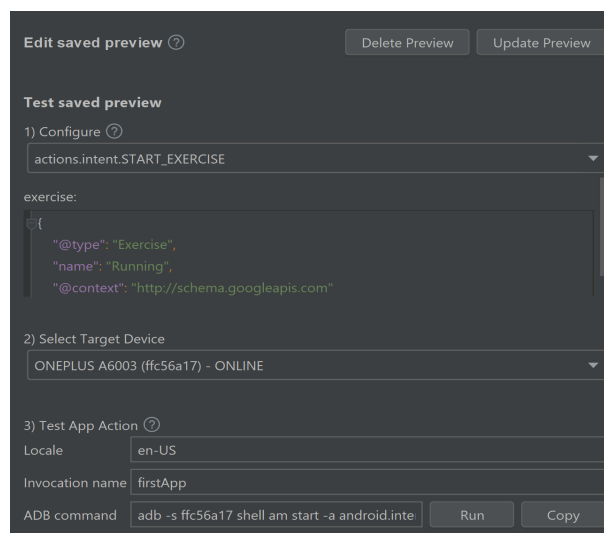 Edit saved preview ? Delete Preview Update Preview
Test saved preview
1) Configure ?
actions.intent.START_EXERCISE
exercise:
{
"@type": "Exercise",
"name": "Running",
"@context": "http://schema.googleapis.com"
2) Select Target Device
ONEPLUS A6003 (ffc56a17) - ONLINE
3) Test App Action ?
Locale en-US
Invocation name firstApp
ADB command adb -s ffc56a17 shell am start -a android.inte Run Copy